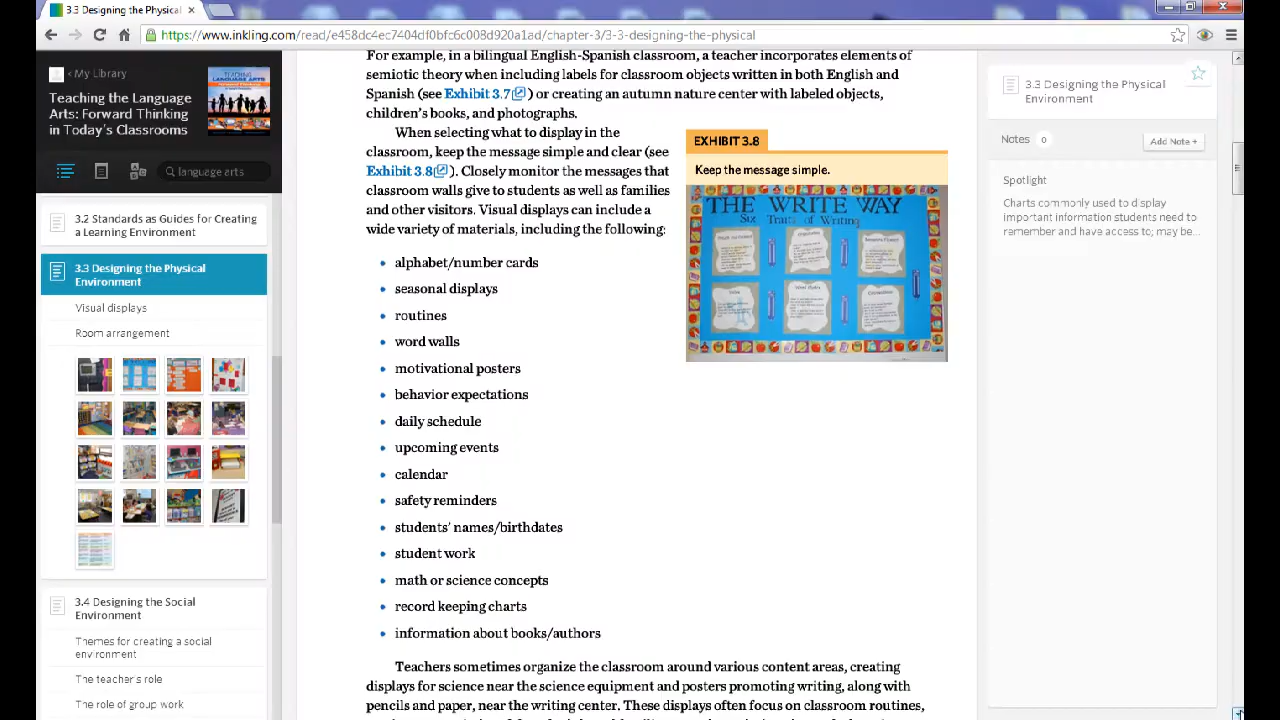 3.3 Designing the Physical
https://www.inkling.com/read/e458dc4ec7404df0bfc6c008d920a1ad/chapter-3/3-3-designing-the-physical
‹ My Library
Teaching the Language
Arts: Forward Thinking
in Today's Classrooms
language arts
3.2 Standards as Guides for Creating
a Learning Environment
3.3 Designing the Physical
Environment
Visual displays
Room arrangement
3.4 Designing the Social
Environment
Themes for creating a social
environment
The teacher's role
The role of group work
For example, in a bilingual English-Spanish classroom, a teacher incorporates elements of
semiotic theory when including labels for classroom objects written in both English and
Spanish (see Exhibit 3.7) or creating an autumn nature center with labeled objects,
children's books, and photographs.
When selecting what to display in the
classroom, keep the message simple and clear (see
Exhibit 3.8). Closely monitor the messages that
classroom walls give to students as well as families
and other visitors. Visual displays can include a
wide variety of materials, including the following:
• alphabet/number cards
• seasonal displays
• routines
• word walls
• motivational posters
• behavior expectations
• daily schedule
• upcoming events
• calendar
• safety reminders
• students' names/birthdates
• student work
• math or science concepts
• record keeping charts
• information about books/authors
EXHIBIT 3.8
Keep the message simple.
THE WRITE WAY
Six Traits of Writing
Teachers sometimes organize the classroom around various content areas, creating
displays for science near the science equipment and posters promoting writing, along with
pencils and paper, near the writing center. These displays often focus on classroom routines,
3.3 Designing the Physical
Environment
Notes 0
Add Note +
Spotlight
Charts commonly used to display
important information students need to
remember and have access to; may be...